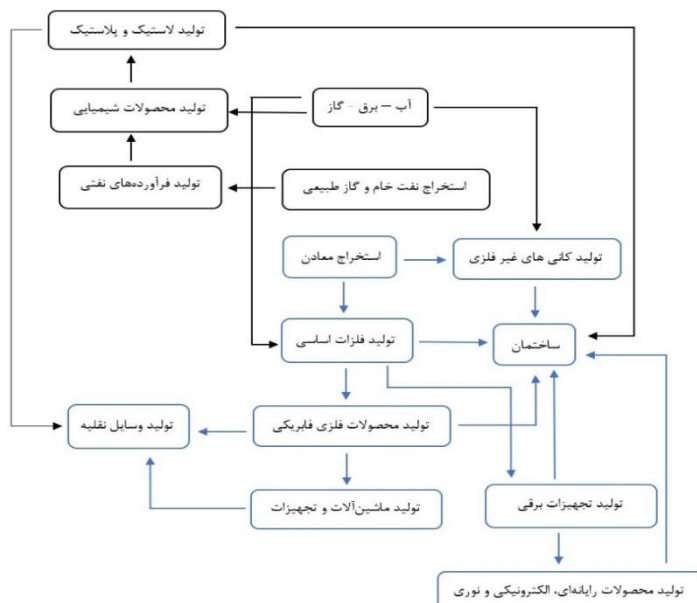 تولید لاستیک و پلاستیک
آب – برق - گاز
تولید محصولات شیمیایی
استخراج نفت خام و گاز طبیعی
تولید فرآورده‌های نفتی
تولید کانی های غیر فلزی
استخراج معادن
ساختمان
تولید فلزات اساسی
تولید محصولات فلزی فابریکی
تولید وسایل نقلیه
تولید تجهیزات برقی
تولید ماشین‌آلات و تجهیزات
تولید محصولات رایانه‌ای، الکترونیکی و نوری